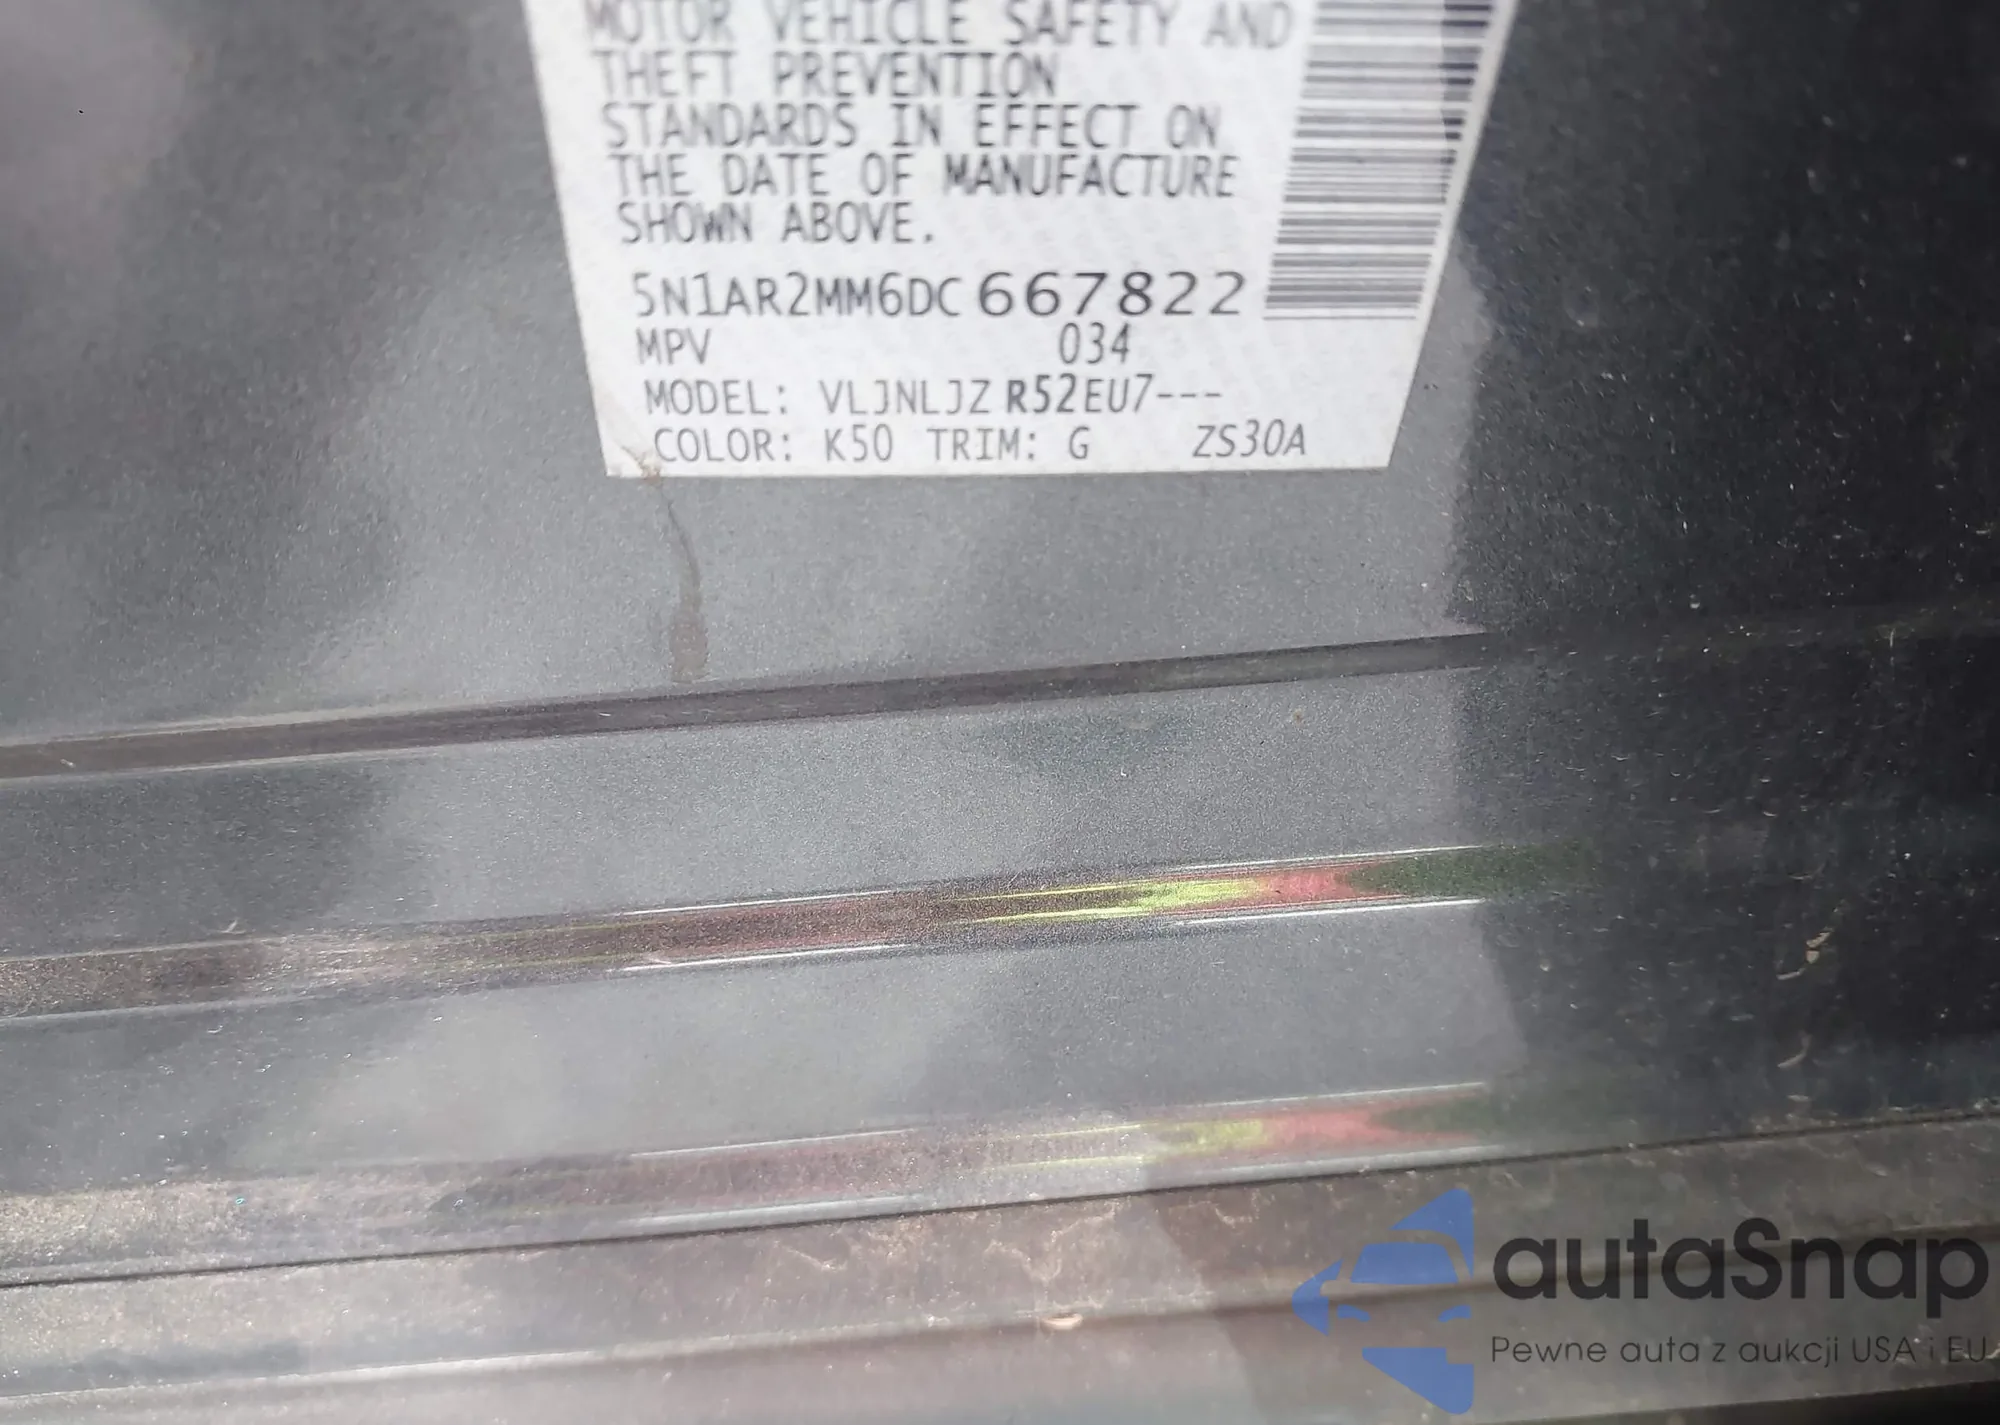 MOTOR VEHICLE SAFETY AND
THEFT PREVENTION
STANDARDS IN EFFECT ON
THE DATE OF MANUFACTURE
SHOWN ABOVE.
5N1AR2MM6DC667822
MPV 034
MODEL: VLJNLJZ R52EU7---
COLOR: K50 TRIM: G ZS30A
autaSnap
Pewne auta z aukcji USA i EU